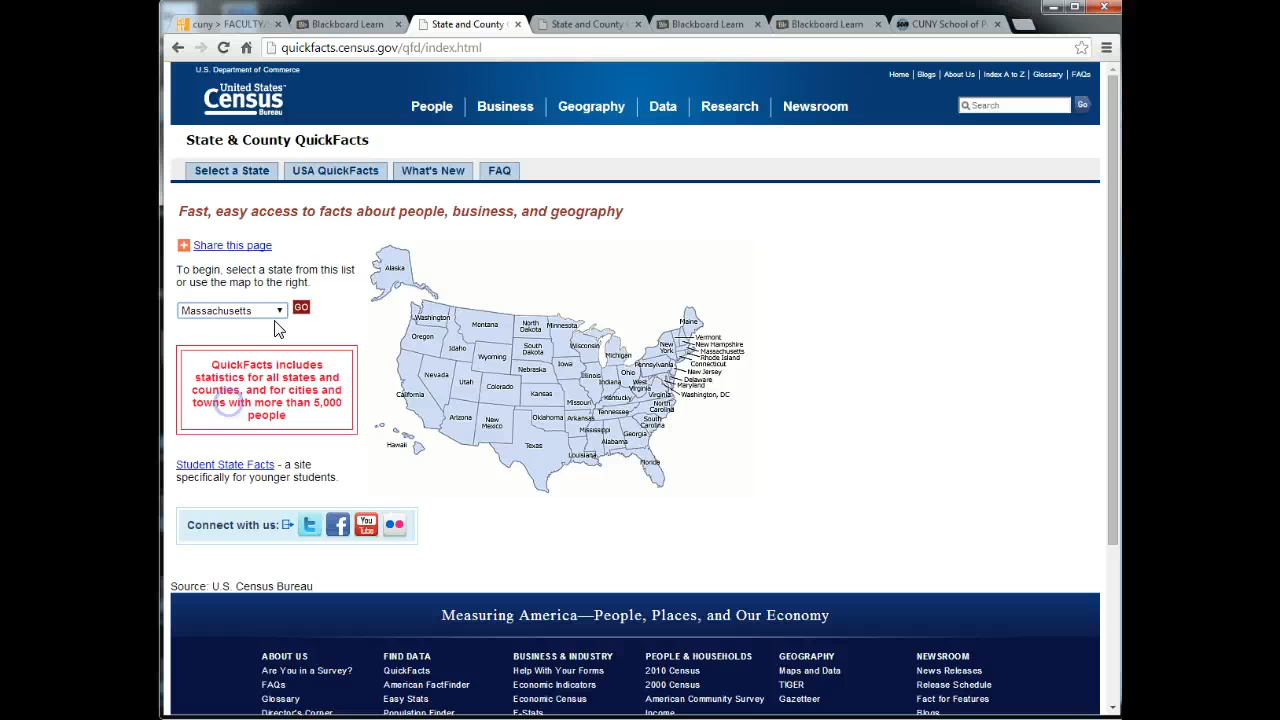 cuny > FACULTY/S
Blackboard Learn
State and County
State and County
Blackboard Learn
Blackboard Learn
CUNY School of P
quickfacts.census.gov/qfd/index.html
U.S. Department of Commerce
Home | Blogs | About Us | Index A to Z | Glossary | FAQs
United States
Census
Bureau
People Business Geography Data Research Newsroom
Search Go
State & County QuickFacts
Select a State USA QuickFacts What's New FAQ
Fast, easy access to facts about people, business, and geography
Share this page
To begin, select a state from this list
or use the map to the right.
Massachusetts GO
QuickFacts includes
statistics for all states and
counties, and for cities and
towns with more than 5,000
people
Student State Facts - a site
specifically for younger students.
Connect with us:
You
Tube
Alaska
Washington
Montana
North
Dakota
Minnesota
Maine
Oregon
Idaho
Wyoming
South
Dakota
Wisconsin
Michigan
New
York
Vermont
New Hampshire
Massachusetts
Rhode Island
Connecticut
New Jersey
Delaware
Maryland
Washington, DC
Nevada
Utah
Colorado
Nebraska
Iowa
Illinois
Indiana
Ohio
Pennsylvania
West
Virginia
Virginia
California
Arizona
New
Mexico
Kansas
Missouri
Kentucky
North
Carolina
Oklahoma
Arkansas
Tennessee
South
Carolina
Texas
Mississippi
Alabama
Georgia
Louisiana
Florida
Hawaii
Source: U.S. Census Bureau
Measuring America—People, Places, and Our Economy
ABOUT US
Are You in a Survey?
FAQs
Glossary
Director's Corner
FIND DATA
QuickFacts
American FactFinder
Easy Stats
Population Finder
BUSINESS & INDUSTRY
Help With Your Forms
Economic Indicators
Economic Census
E-Stats
PEOPLE & HOUSEHOLDS
2010 Census
2000 Census
American Community Survey
Income
GEOGRAPHY
Maps and Data
TIGER
Gazetteer
NEWSROOM
News Releases
Release Schedule
Fact for Features
Blogs